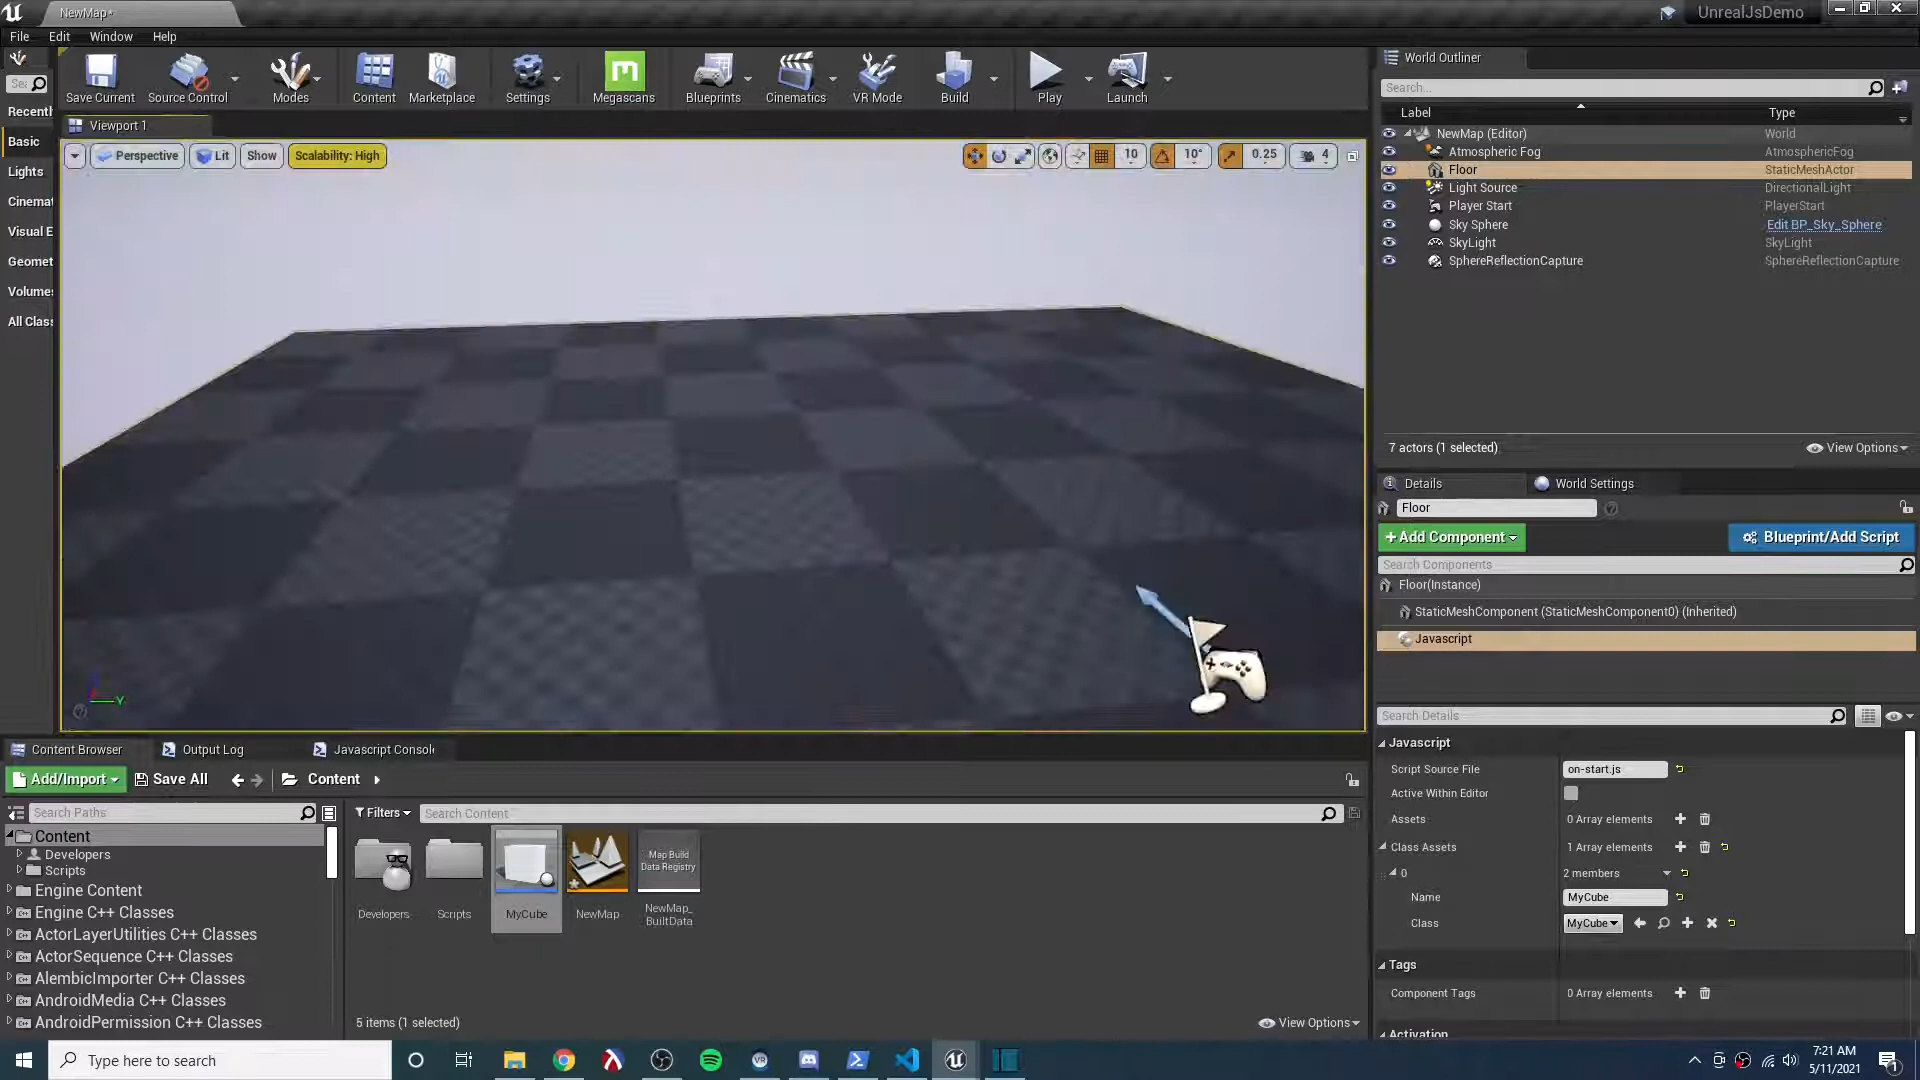 NewMap*
UnrealJsDemo
File Edit Window Help
Save Current
Source Control
Modes
Content
Marketplace
Settings
Megascans
Blueprints
Cinematics
VR Mode
Build
Play
Launch
Recent
Basic
Lights
Cinemat
Visual E
Geomet
Volumes
All Class
Viewport 1
Perspective Lit Show Scalability: High
10 10° 0.25 4
Y
World Outliner
Search...
Label Type
NewMap (Editor) World
Atmospheric Fog AtmosphericFog
Floor StaticMeshActor
Light Source DirectionalLight
Player Start PlayerStart
Sky Sphere Edit BP_Sky_Sphere
SkyLight SkyLight
SphereReflectionCapture SphereReflectionCapture
7 actors (1 selected) View Options
Details World Settings
Floor
+ Add Component Blueprint/Add Script
Search Components
Floor(Instance)
StaticMeshComponent (StaticMeshComponent0) (Inherited)
Javascript
Search Details
Javascript
Script Source File on-start.js
Active Within Editor
Assets 0 Array elements
Class Assets 1 Array elements
0 2 members
Name MyCube
Class MyCube
Tags
Component Tags 0 Array elements
Activation
Content Browser Output Log Javascript Consol
Add/Import Save All Content
Search Paths
Filters Search Content
Content
Developers
Scripts
Engine Content
Engine C++ Classes
ActorLayerUtilities C++ Classes
ActorSequence C++ Classes
AlembicImporter C++ Classes
AndroidMedia C++ Classes
AndroidPermission C++ Classes
Map Build
Data Registry
Developers
Scripts
MyCube
NewMap
NewMap_
BuiltData
5 items (1 selected) View Options
Type here to search
7:21 AM
5/11/2021
1